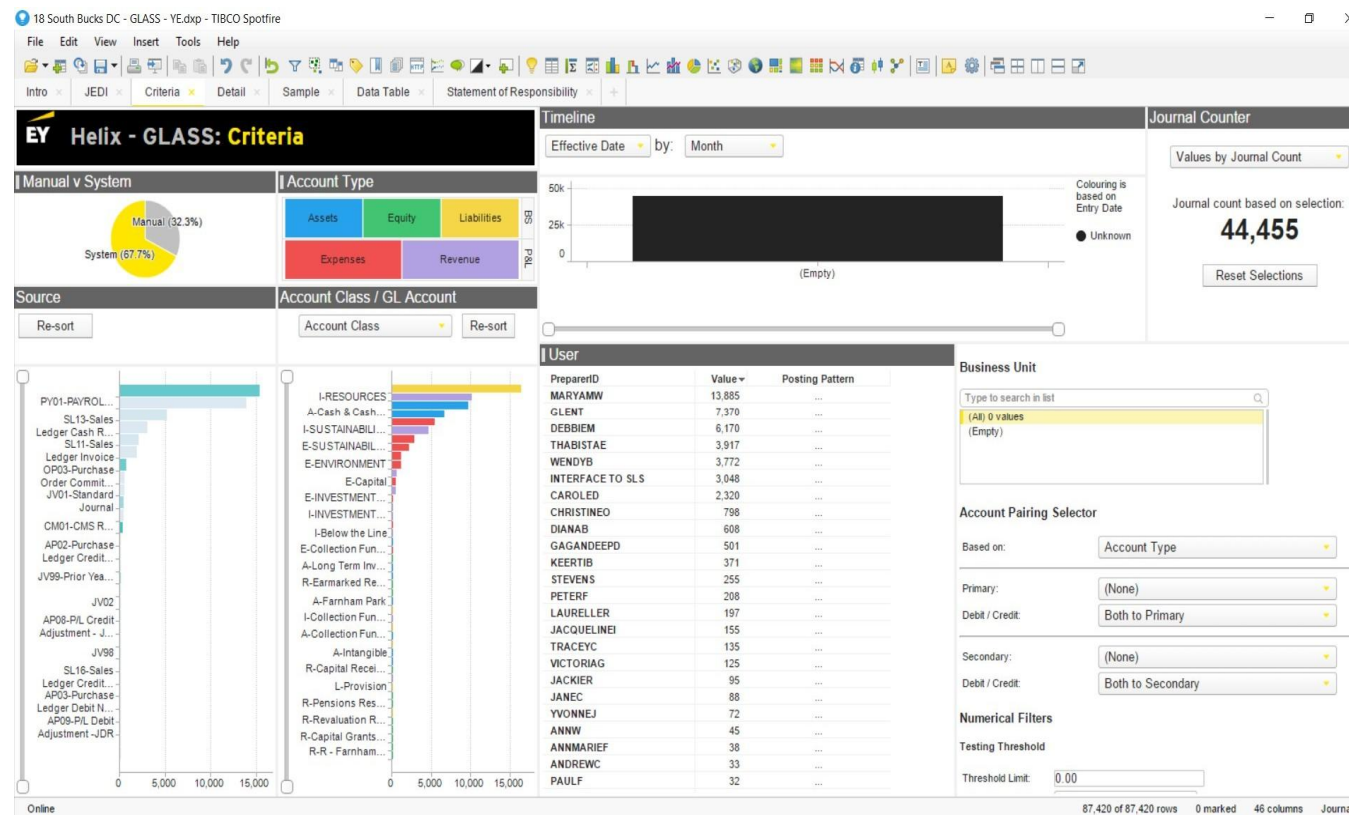 18 South Bucks DC - GLASS - YE.dxp - TIBCO Spotfire
File Edit View Insert Tools Help
Intro JEDI Criteria Detail Sample Data Table Statement of Responsibility
EY Helix - GLASS: Criteria
Timeline
Effective Date by: Month
Journal Counter
Values by Journal Count
Journal count based on selection:
44,455
Reset Selections
Manual v System
Manual (32.3%)
System (67.7%)
Account Type
Assets Equity Liabilities BS
Expenses Revenue P&L
50k
25k
0
(Empty)
Colouring is
based on
Entry Date
Unknown
Source
Re-sort
Account Class / GL Account
Account Class Re-sort
PY01-PAYROL...
SL13-Sales
Ledger Cash R...
SL11-Sales
Ledger Invoice
OP03-Purchase
Order Commit...
JV01-Standard
Journal
CM01-CMS R...
AP02-Purchase
Ledger Credit...
JV99-Prior Yea...
JV02
AP08-P/L Credit
Adjustment - J...
JV98
SL16-Sales
Ledger Credit...
AP03-Purchase
Ledger Debit N...
AP09-P/L Debit
Adjustment -JDR
0 5,000 10,000 15,000
I-RESOURCES
A-Cash & Cash...
I-SUSTAINABILI...
E-SUSTAINABIL...
E-ENVIRONMENT
E-Capital
E-INVESTMENT...
I-INVESTMENT...
I-Below the Line
E-Collection Fun...
A-Long Term Inv...
R-Earmarked Re...
A-Farnham Park
I-Collection Fun...
A-Collection Fun...
A-Intangible
R-Capital Recei...
L-Provision
R-Pensions Res...
R-Revaluation R...
R-Capital Grants...
R-R - Farnham...
0 5,000 10,000 15,000
User
PreparerID Value Posting Pattern
MARYAMW 13,885 ...
GLENT 7,370 ...
DEBBIEM 6,170 ...
THABISTAE 3,917 ...
WENDYB 3,772 ...
INTERFACE TO SLS 3,048 ...
CAROLED 2,320 ...
CHRISTINEO 798 ...
DIANAB 608 ...
GAGANDEEPD 501 ...
KEERTIB 371 ...
STEVENS 255 ...
PETERF 208 ...
LAURELLER 197 ...
JACQUELINEI 155 ...
TRACEYC 135 ...
VICTORIAG 125 ...
JACKIER 95 ...
JANEC 88 ...
YVONNEJ 72 ...
ANNW 45 ...
ANNMARIEF 38 ...
ANDREWC 33 ...
PAULF 32 ...
Business Unit
Type to search in list
(All) 0 values
(Empty)
Account Pairing Selector
Based on: Account Type
Primary: (None)
Debit / Credit: Both to Primary
Secondary: (None)
Debit / Credit: Both to Secondary
Numerical Filters
Testing Threshold
Threshold Limit: 0.00
Online 87,420 of 87,420 rows 0 marked 46 columns Journa